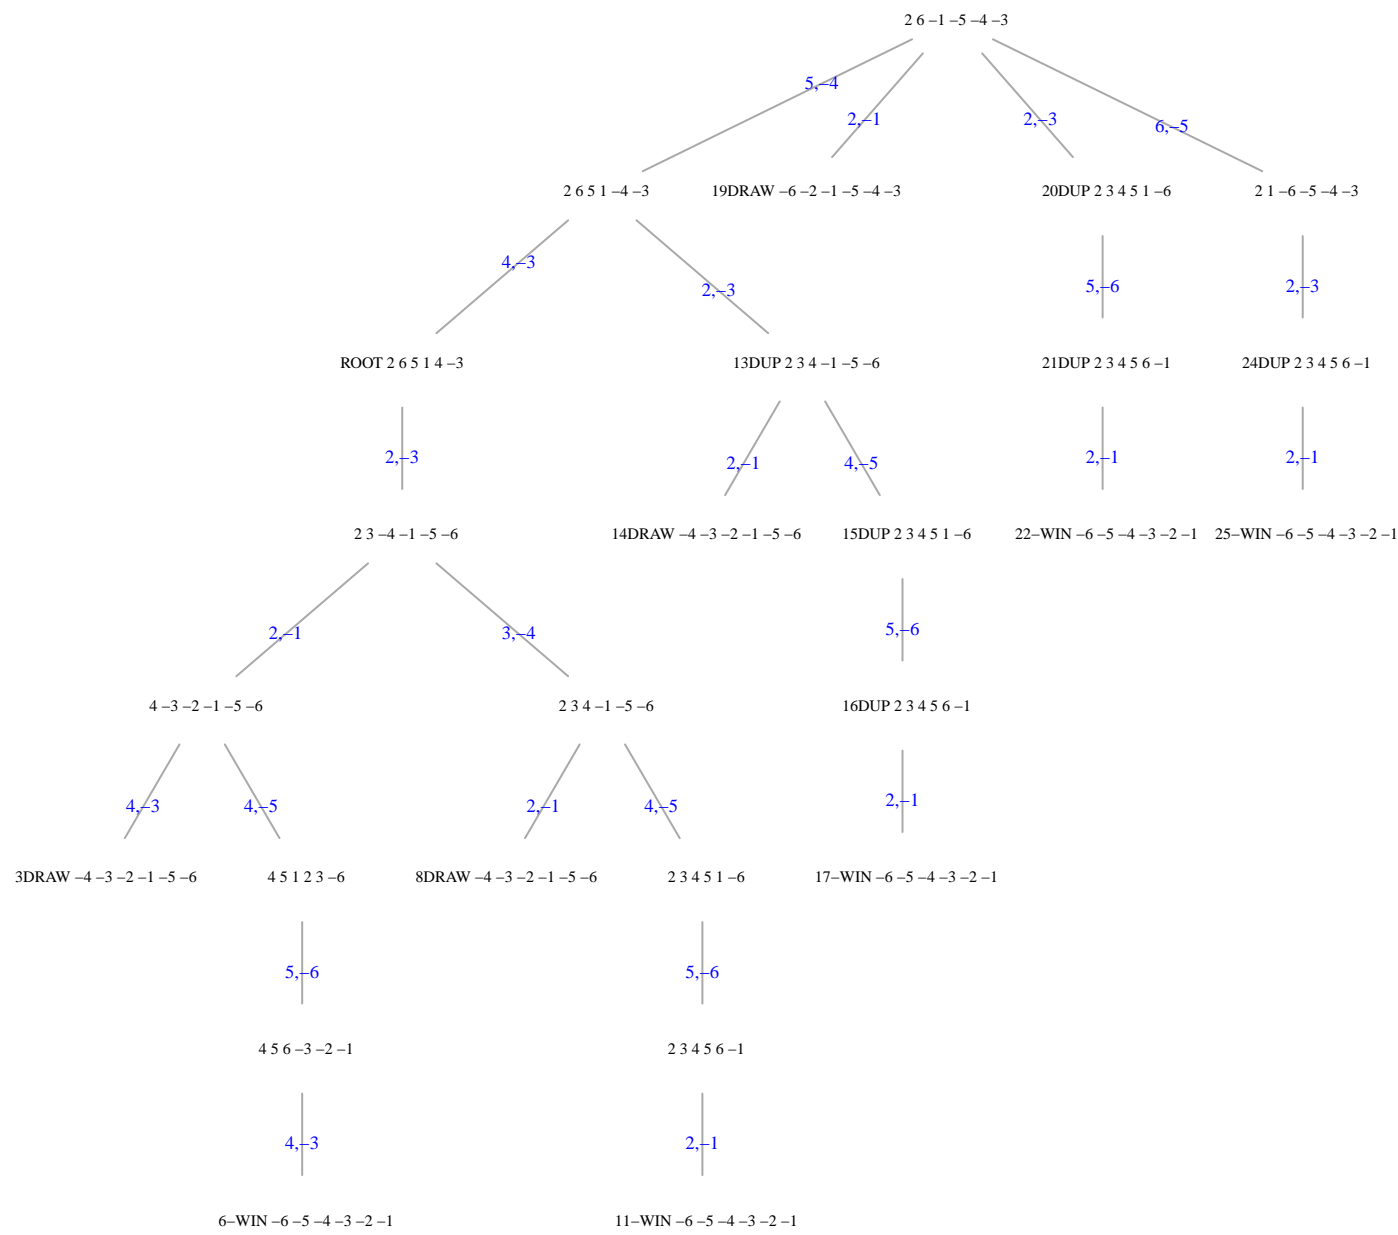 2 6 –1 –5 –4 –3
5,–4
2,–1
2,–3
6,–5
2 6 5 1 –4 –3
19DRAW –6 –2 –1 –5 –4 –3
20DUP 2 3 4 5 1 –6
2 1 –6 –5 –4 –3
4,–3
2,–3
5,–6
2,–3
ROOT 2 6 5 1 4 –3
13DUP 2 3 4 –1 –5 –6
21DUP 2 3 4 5 6 –1
24DUP 2 3 4 5 6 –1
2,–3
2,–1
4,–5
2,–1
2,–1
2 3 –4 –1 –5 –6
14DRAW –4 –3 –2 –1 –5 –6
15DUP 2 3 4 5 1 –6
22–WIN –6 –5 –4 –3 –2 –1
25–WIN –6 –5 –4 –3 –2 –1
2,–1
3,–4
5,–6
4 –3 –2 –1 –5 –6
2 3 4 –1 –5 –6
16DUP 2 3 4 5 6 –1
4,–3
4,–5
2,–1
4,–5
2,–1
3DRAW –4 –3 –2 –1 –5 –6
4 5 1 2 3 –6
8DRAW –4 –3 –2 –1 –5 –6
2 3 4 5 1 –6
17–WIN –6 –5 –4 –3 –2 –1
5,–6
5,–6
4 5 6 –3 –2 –1
2 3 4 5 6 –1
4,–3
2,–1
6–WIN –6 –5 –4 –3 –2 –1
11–WIN –6 –5 –4 –3 –2 –1